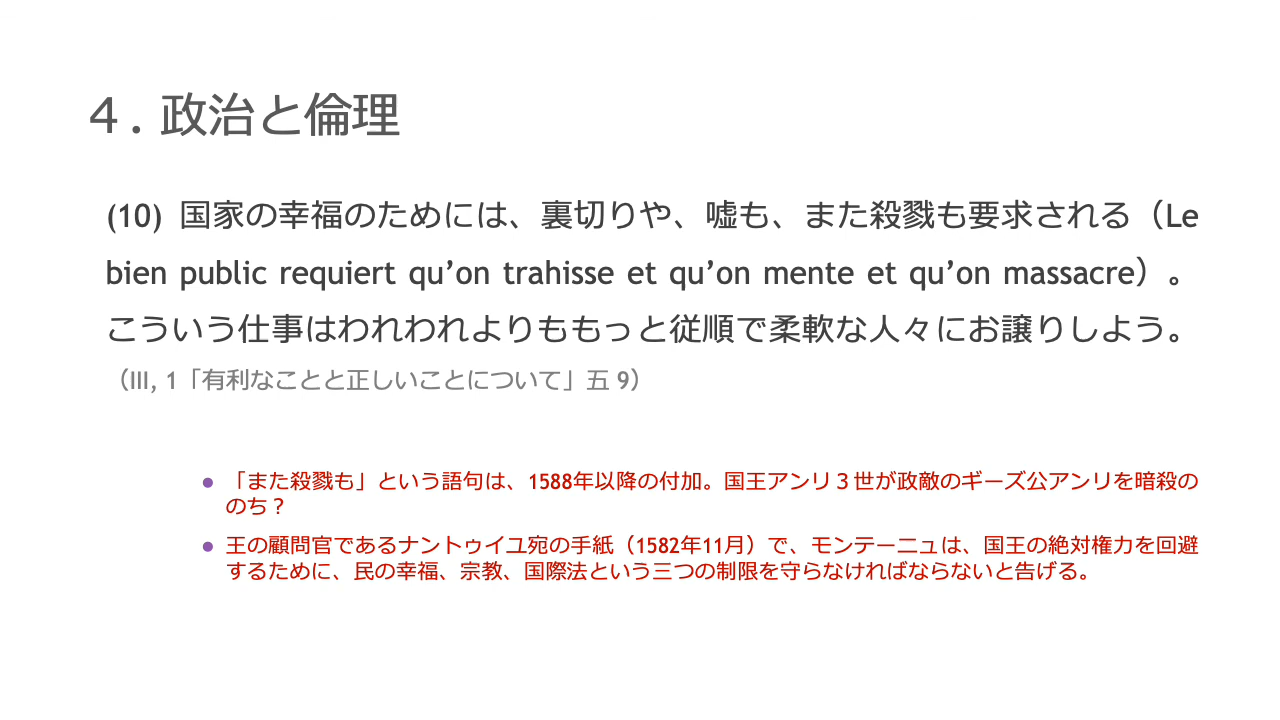 ４. 政治と倫理
(10) 国家の幸福のためには、裏切りや、嘘も、また殺戮も要求される（Le
bien public requiert qu’on trahisse et qu’on mente et qu’on massacre）。
こういう仕事はわれわれよりももっと従順で柔軟な人々にお譲りしよう。
（III, 1「有利なことと正しいことについて」五 9）
● 「また殺戮も」という語句は、1588年以降の付加。国王アンリ３世が政敵のギーズ公アンリを暗殺の
のち？
● 王の顧問官であるナントゥイユ宛の手紙（1582年11月）で、モンテーニュは、国王の絶対権力を回避
するために、民の幸福、宗教、国際法という三つの制限を守らなければならないと告げる。